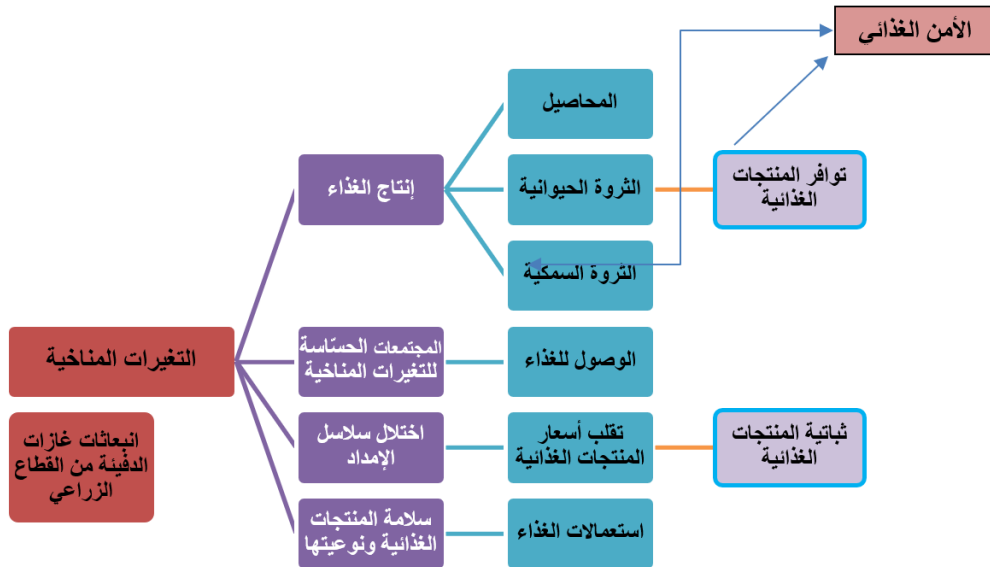 الأمن الغذائي
المحاصيل
إنتاج الغذاء
الثروة الحيوانية
توافر المنتجات
الغذائية
الثروة السمكية
التغيرات المناخية
المجتمعات الحسّاسة
للتغيرات المناخية
الوصول للغذاء
انبعاثات غازات
الدفيئة من القطاع
الزراعي
اختلال سلاسل
الإمداد
تقلب أسعار
المنتجات الغذائية
ثباتية المنتجات
الغذائية
سلامة المنتجات
الغذائية ونوعيتها
استعمالات الغذاء